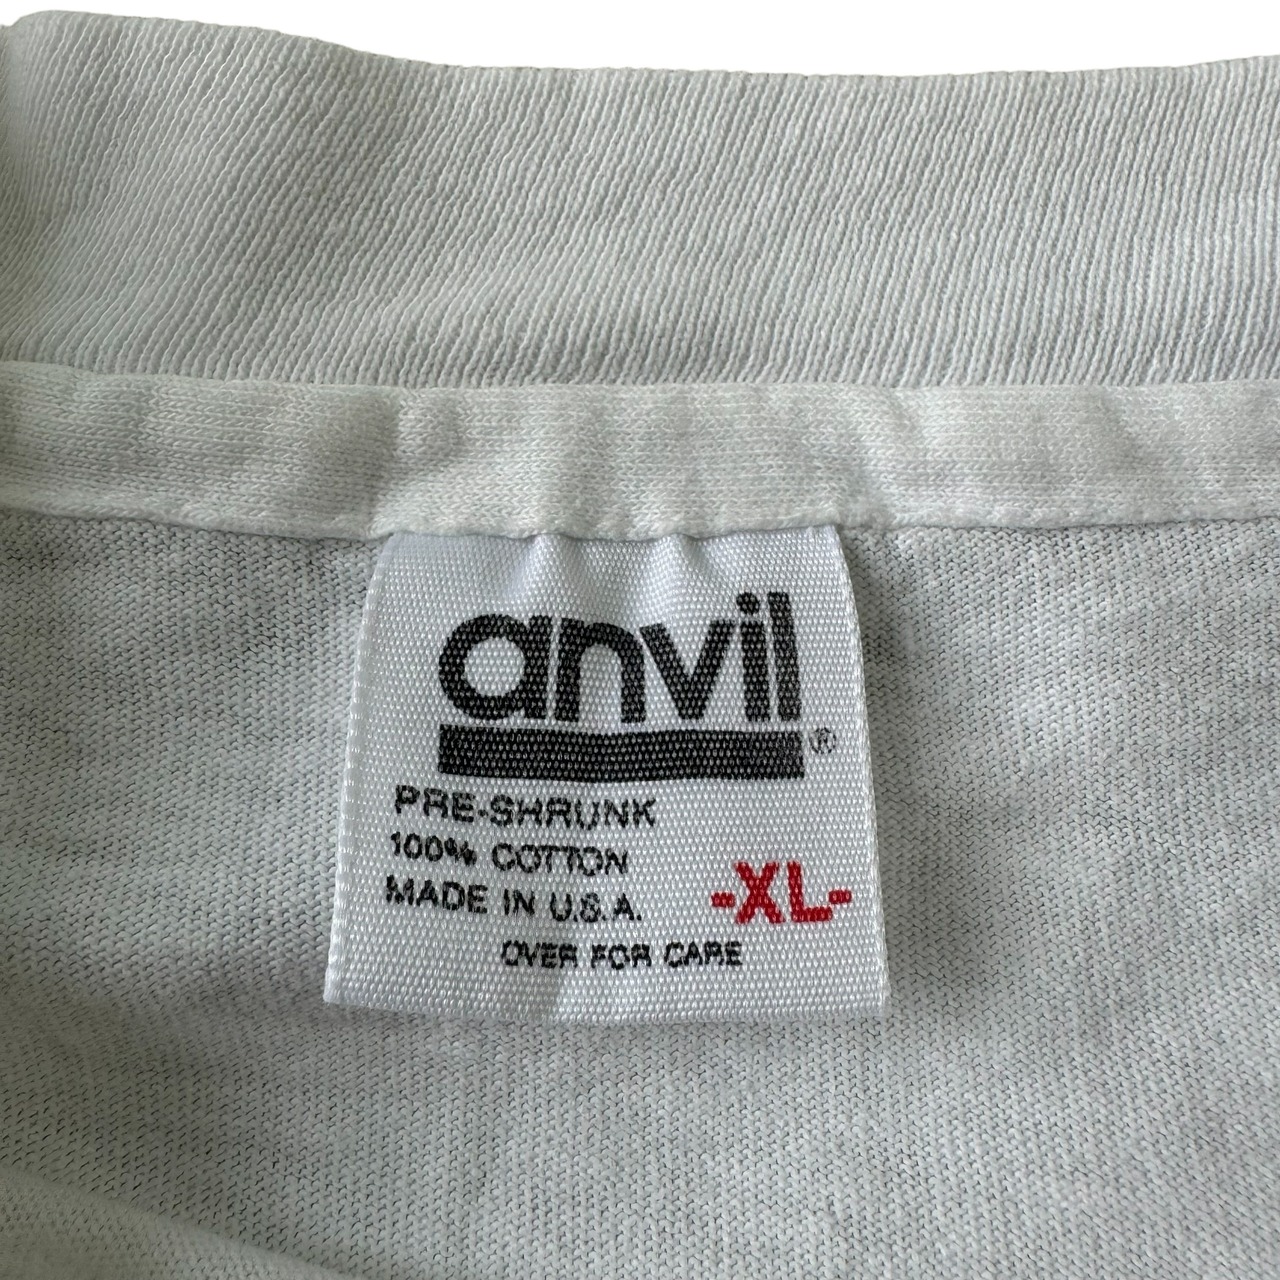 anvil®
PRE-SHRUNK
100% COTTON
MADE IN U.S.A.
-XL-
OVER FOR CARE